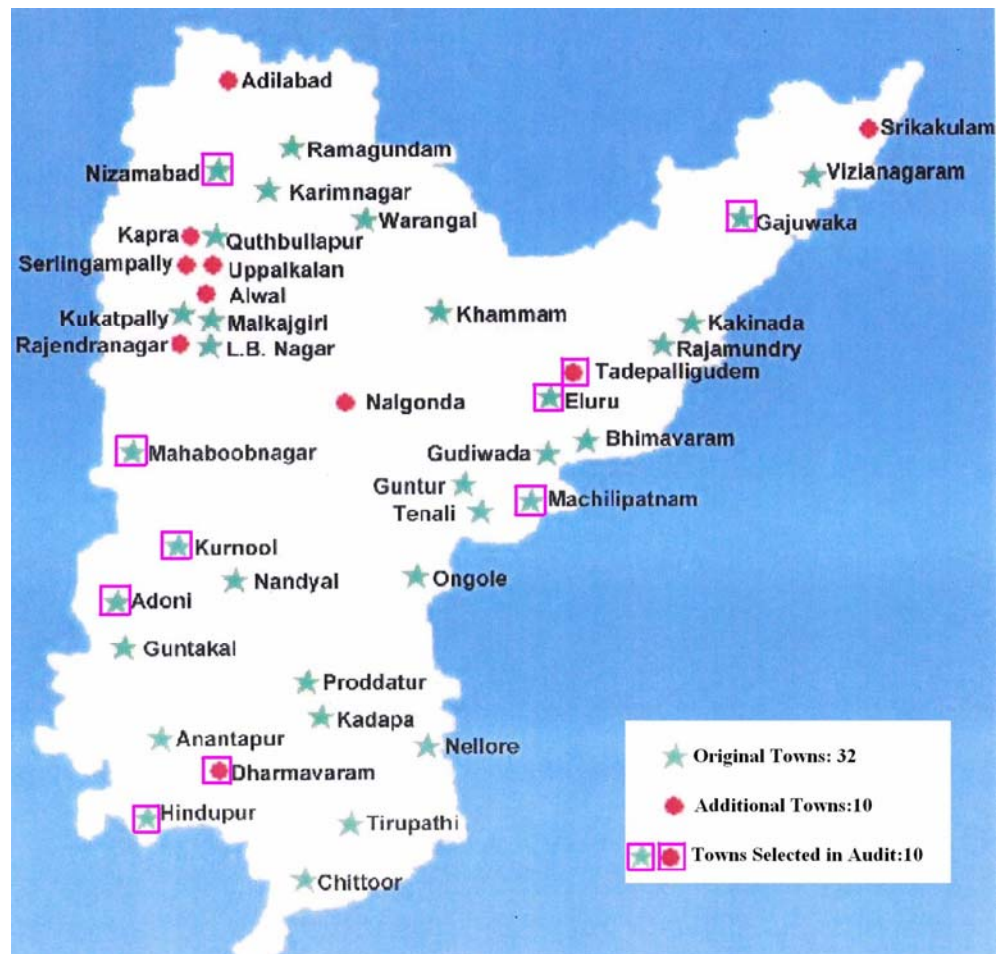 Adilabad
Srikakulam
Ramagundam
Nizamabad
Vizianagaram
Karimnagar
Warangal
Gajuwaka
Kapra
Quthbullapur
Serlingampally
Uppalkalan
Alwal
Khammam
Kukatpally
Malkajgiri
Kakinada
Rajendranagar
L.B. Nagar
Rajamundry
Tadepalligudem
Nalgonda
Eluru
Bhimavaram
Mahaboobnagar
Gudiwada
Guntur
Machilipatnam
Tenali
Kurnool
Nandyal
Ongole
Adoni
Guntakal
Proddatur
Kadapa
Anantapur
Nellore
Dharmavaram
Hindupur
Tirupathi
Chittoor
Original Towns: 32
Additional Towns:10
Towns Selected in Audit:10